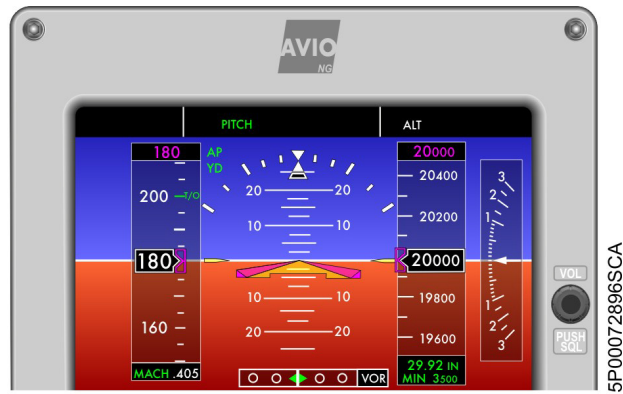 AVIO
NG
PITCH
ALT
180
AP
YD
20000
200
T/O
20 20
10 10
180
160
10 10
20 20
MACH .405
VOR
20400
20200
20000
19800
19600
29.92 IN
MIN 3500
3
2
1
1
2
3
VOL
PUSH
SQL
5P00072896SCA